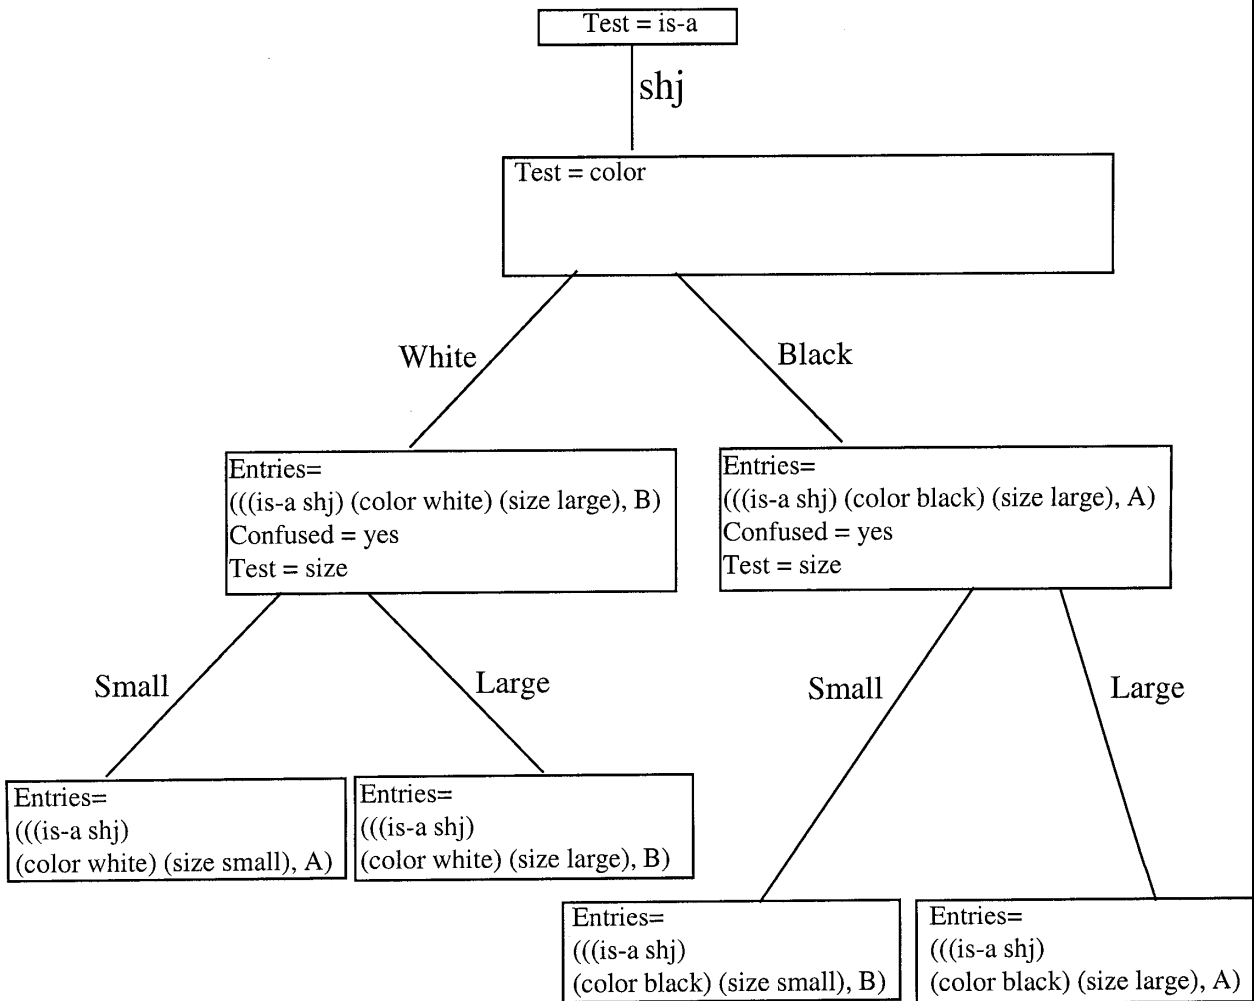 Test = is-a
shj
Test = color
White
Black
Entries=
(((is-a shj) (color white) (size large), B)
Confused = yes
Test = size
Entries=
(((is-a shj) (color black) (size large), A)
Confused = yes
Test = size
Small
Large
Small
Large
Entries=
(((is-a shj)
(color white) (size small), A)
Entries=
(((is-a shj)
(color white) (size large), B)
Entries=
(((is-a shj)
(color black) (size small), B)
Entries=
(((is-a shj)
(color black) (size large), A)